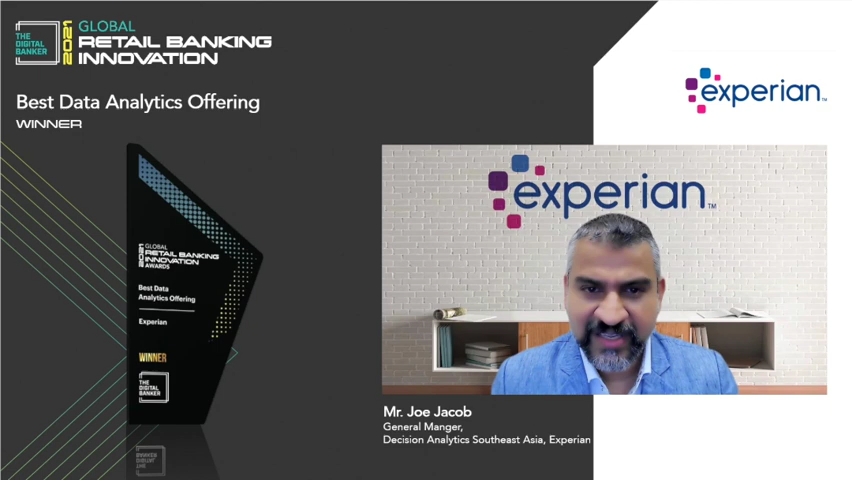 THE
DIGITAL
BANKER
2021
GLOBAL
RETAIL BANKING
INNOVATION
Best Data Analytics Offering
WINNER
experian™
experian™
2021
GLOBAL
RETAIL BANKING
INNOVATION
AWARDS
Best Data
Analytics Offering
Experian
WINNER
THE
DIGITAL
BANKER
Mr. Joe Jacob
General Manger,
Decision Analytics Southeast Asia, Experian